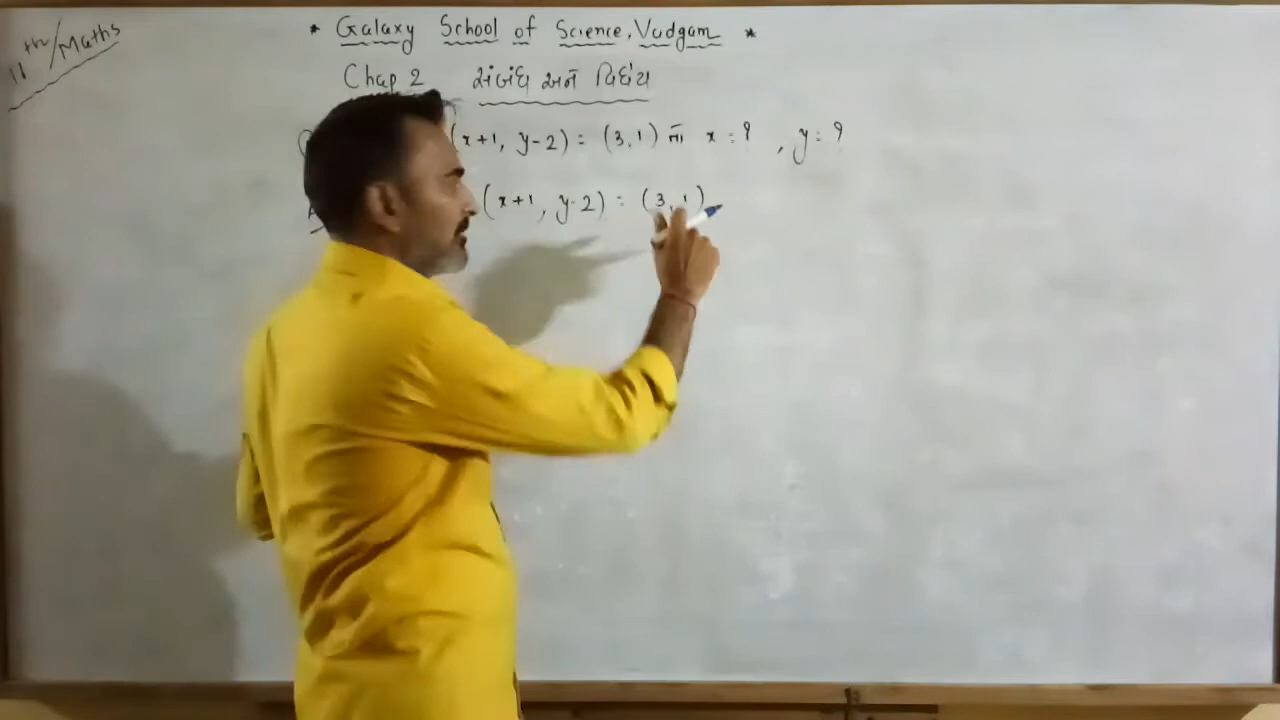 11th/Maths
* Galaxy School of Science, Vadgam *
Chap 2 સંબંધ અને વિધેય
(x+1, y-2) = (3,1) તો x = ? , y = ?
(x+1, y-2) = (3,1)